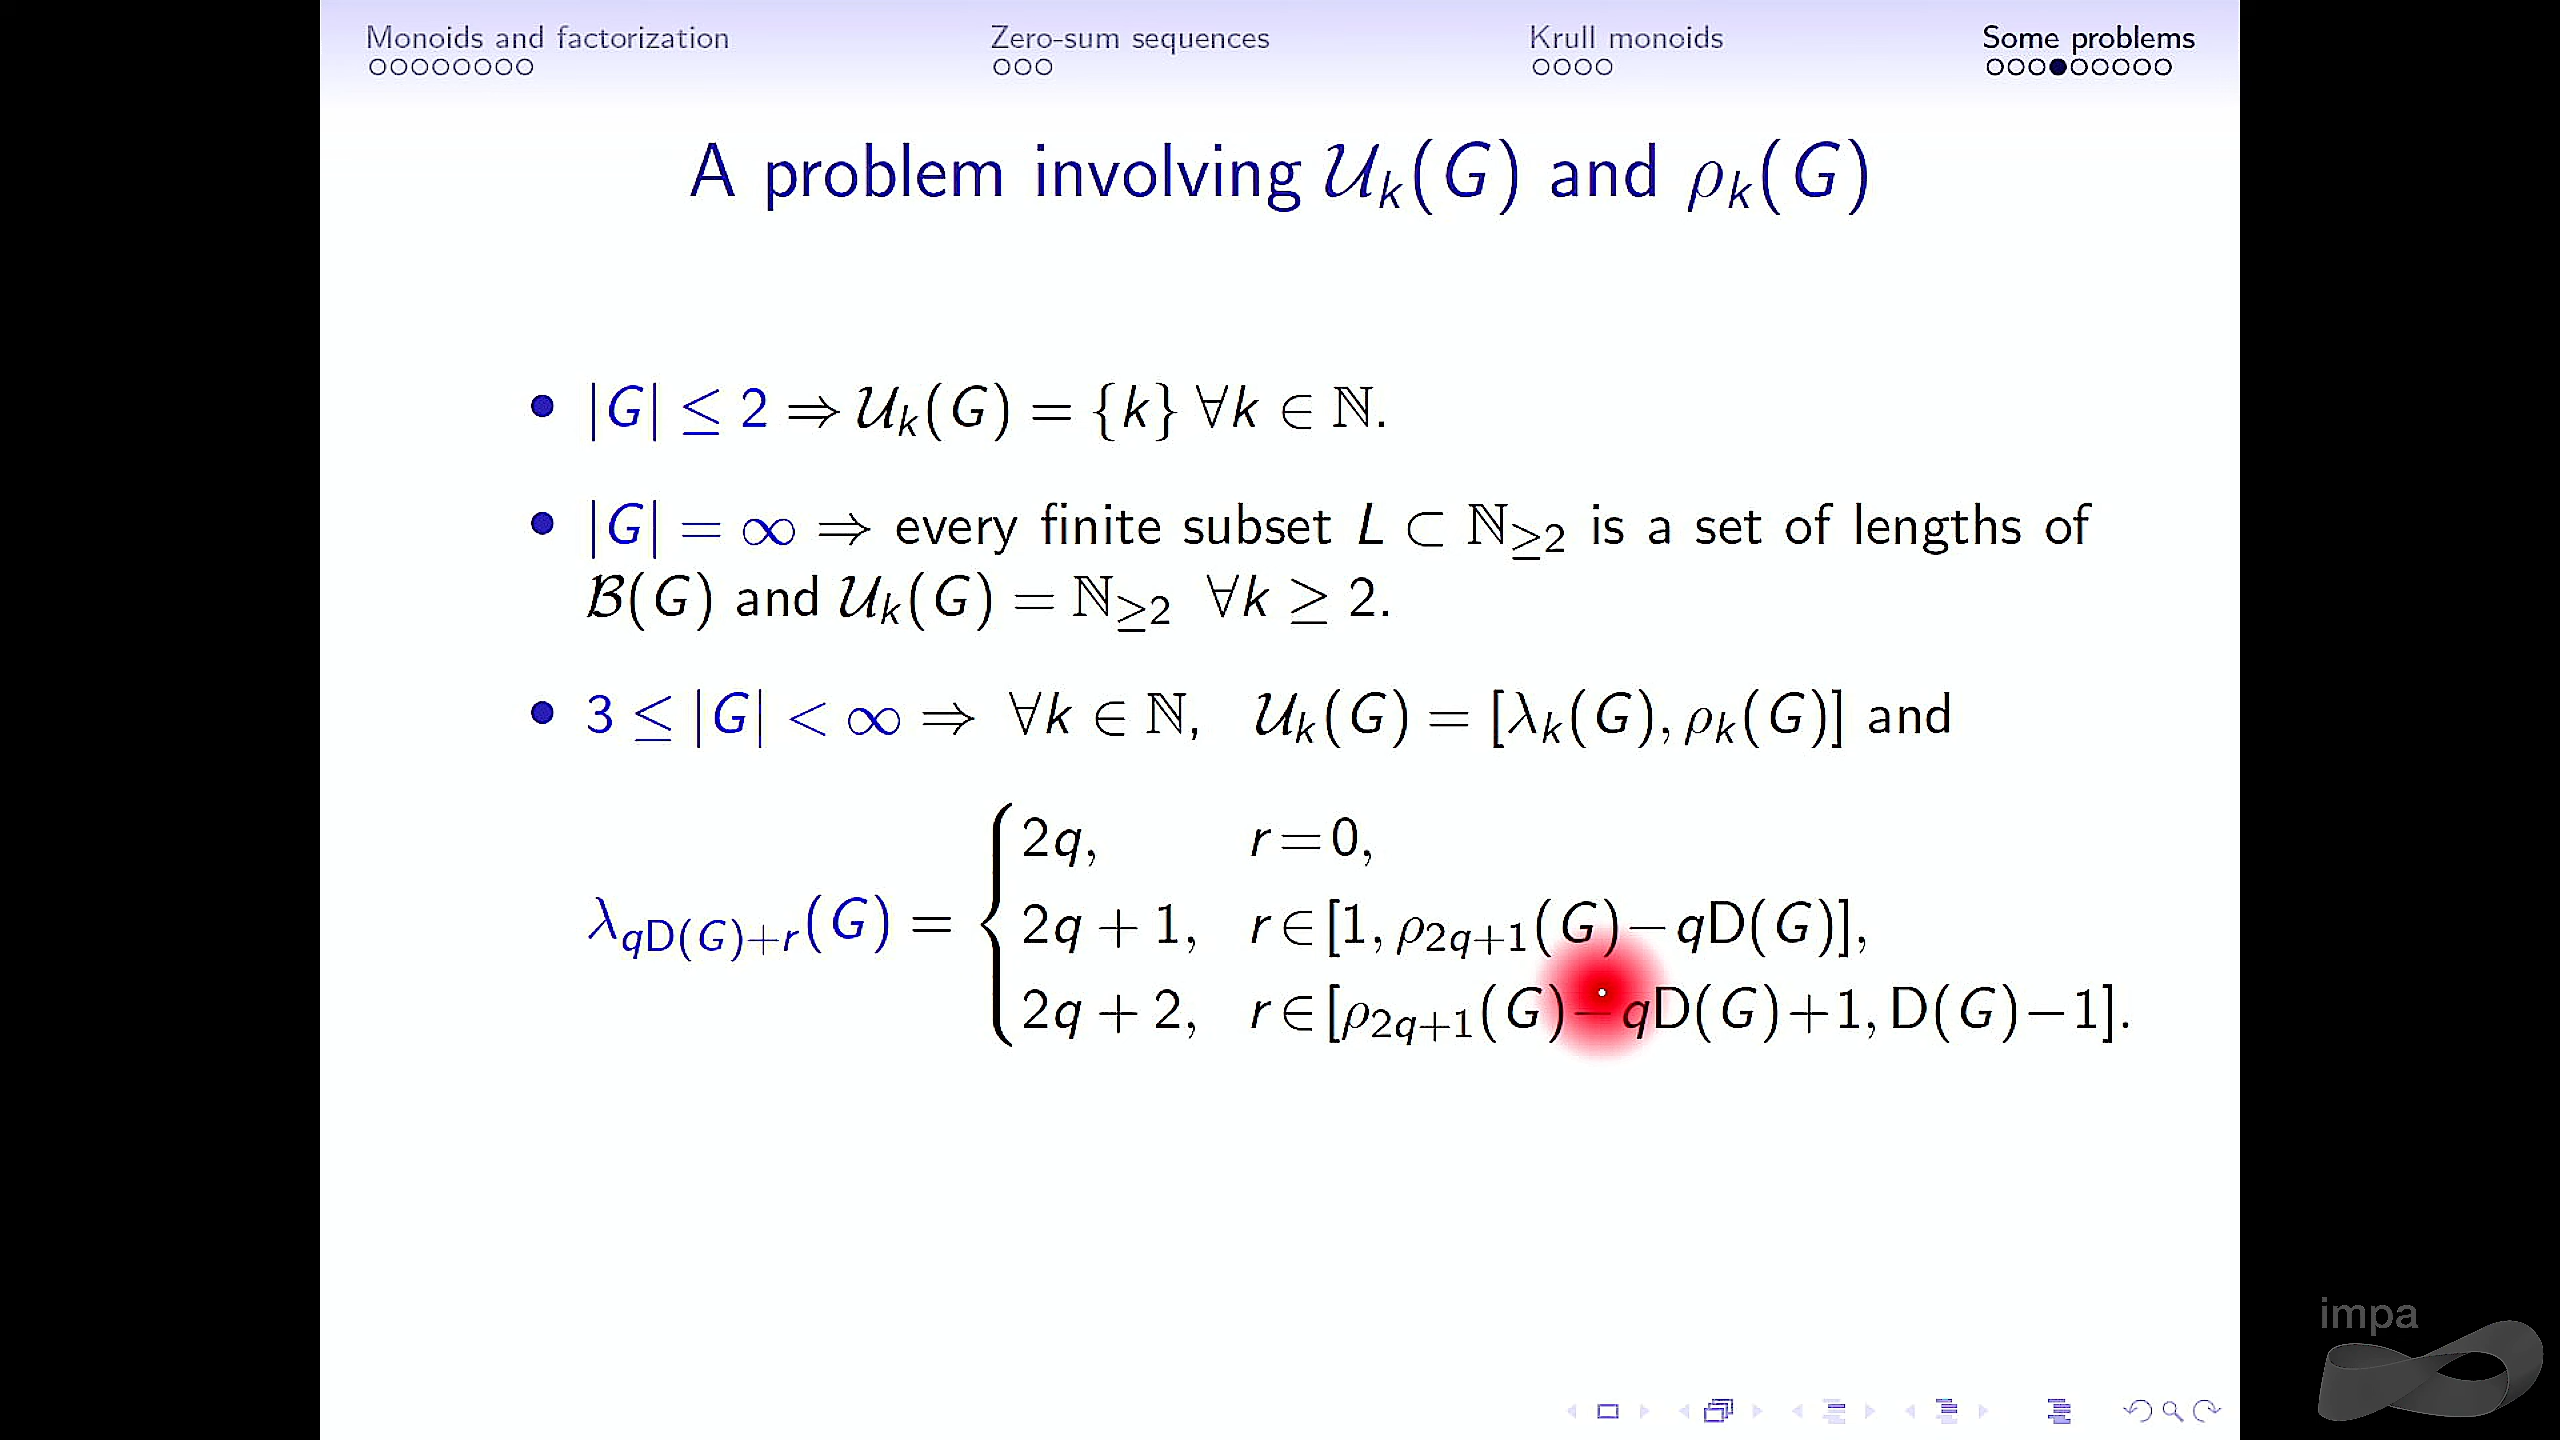 Monoids and factorization Zero-sum sequences Krull monoids Some problems
A problem involving 𝒰ₖ(G) and ρₖ(G)
• |G| ≤ 2 ⇒ 𝒰ₖ(G) = {k} ∀k ∈ ℕ.
• |G| = ∞ ⇒ every finite subset L ⊂ ℕ_{≥2} is a set of lengths of
ℬ(G) and 𝒰ₖ(G) = ℕ_{≥2} ∀k ≥ 2.
• 3 ≤ |G| < ∞ ⇒ ∀k ∈ ℕ, 𝒰ₖ(G) = [λₖ(G), ρₖ(G)] and
2q, r = 0,
λ_{qD(G)+r}(G) = { 2q + 1, r ∈ [1, ρ_{2q+1}(G) − qD(G)],
2q + 2, r ∈ [ρ_{2q+1}(G) − qD(G) + 1, D(G) − 1].
impa